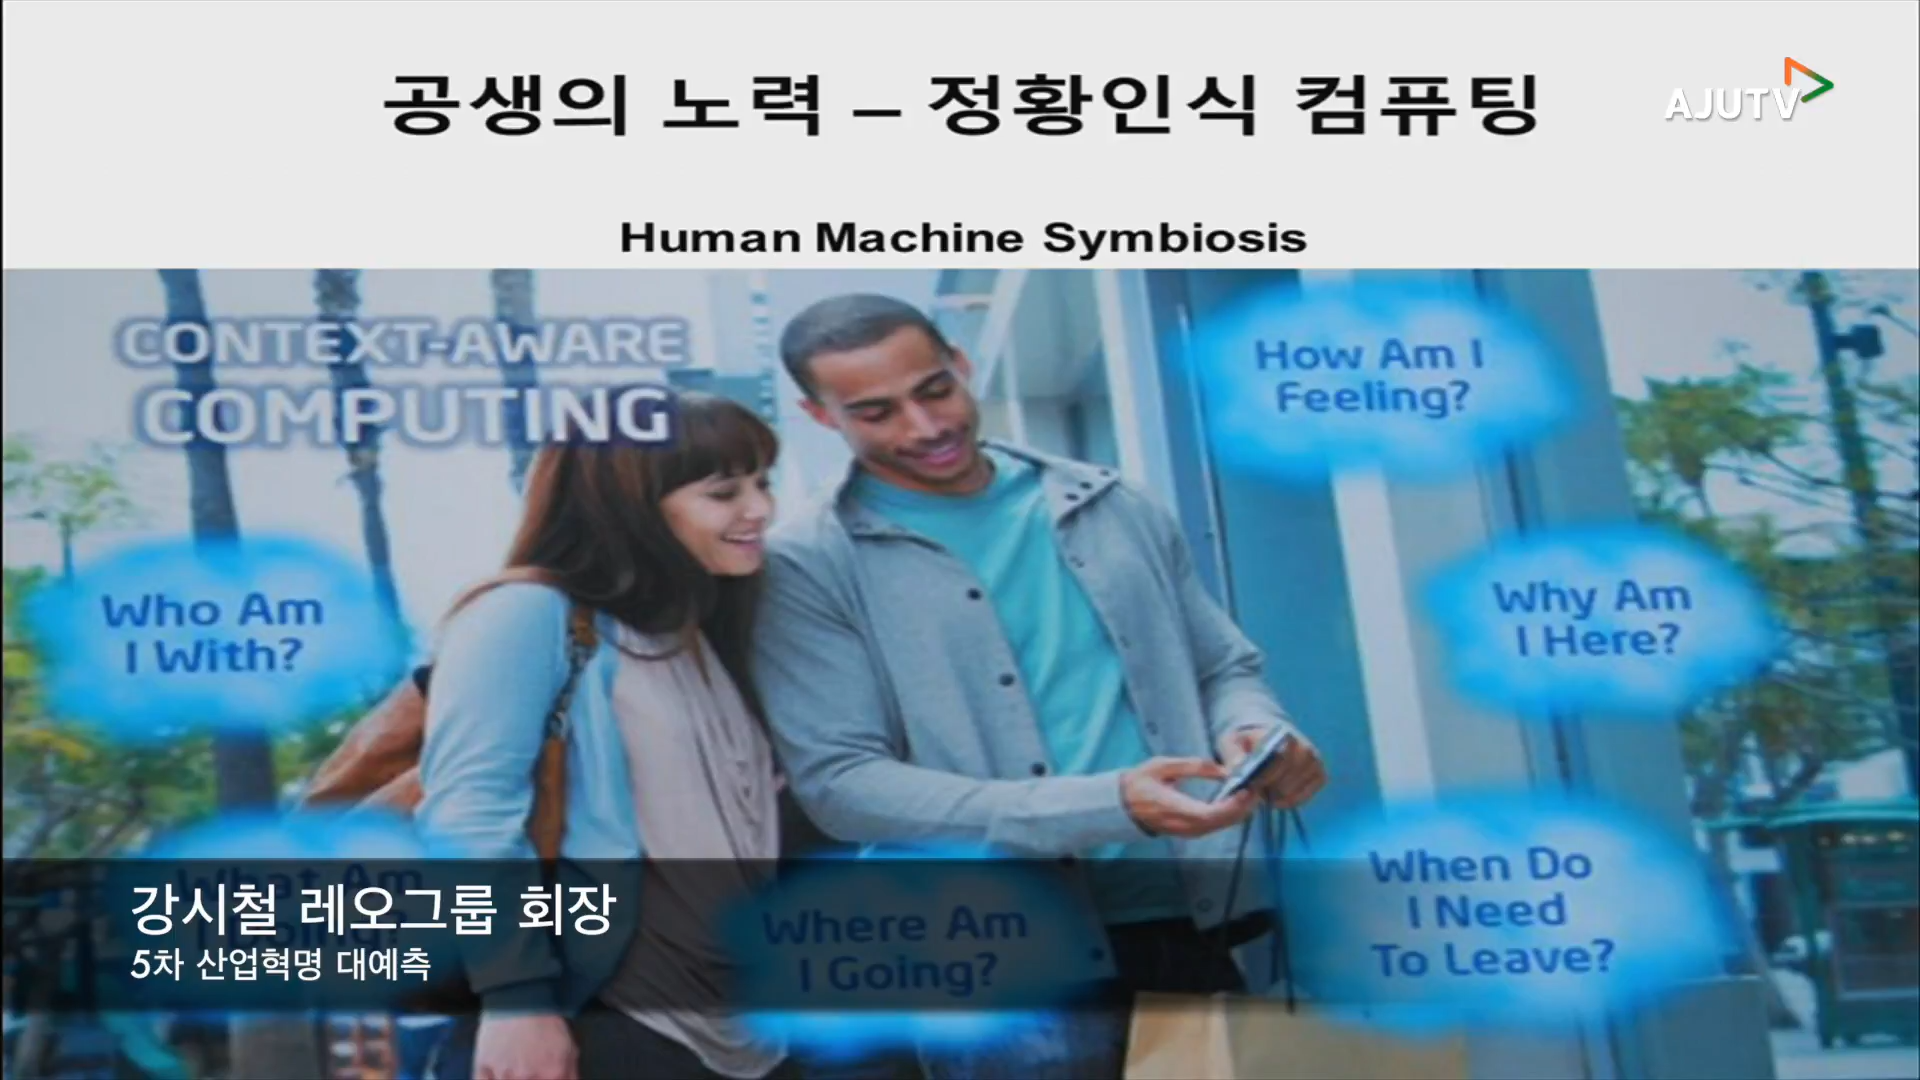 공생의 노력 – 정황인식 컴퓨팅
AJUTV
Human Machine Symbiosis
CONTEXT-AWARE
COMPUTING
How Am I
Feeling?
Who Am
I With?
Why Am
I Here?
What Am
When Do
I Need
To Leave?
Where Am
I Going?
강시철 레오그룹 회장
5차 산업혁명 대예측